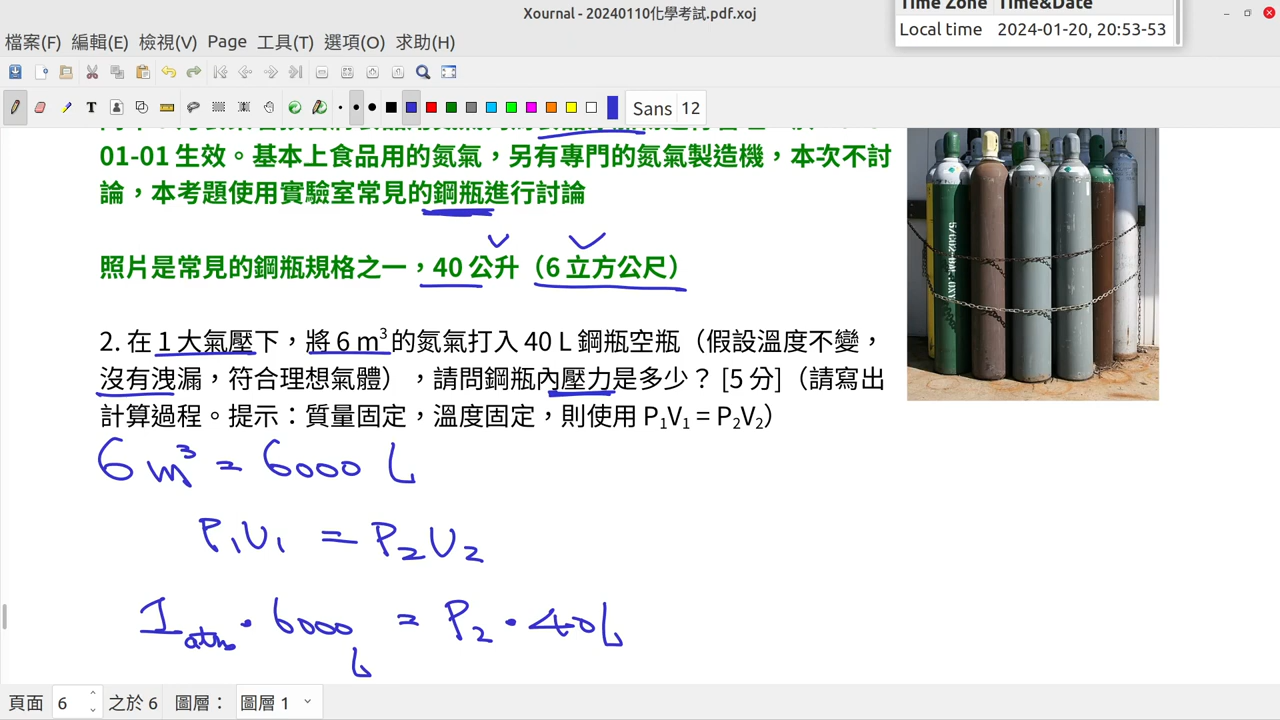 Xournal - 20240110化學考試.pdf.xoj
Time Zone Time&Date
Local time 2024-01-20, 20:53-53
檔案(F) 編輯(E) 檢視(V) Page 工具(T) 選項(O) 求助(H)
T Sans 12
01-01 生效。基本上食品用的氮氣，另有專門的氮氣製造機，本次不討
論，本考題使用實驗室常見的鋼瓶進行討論
照片是常見的鋼瓶規格之一，40 公升（6 立方公尺）
2. 在 1 大氣壓下，將 6 m³ 的氮氣打入 40 L 鋼瓶空瓶（假設溫度不變，
沒有洩漏，符合理想氣體），請問鋼瓶內壓力是多少？ [5 分]（請寫出
計算過程。提示：質量固定，溫度固定，則使用 P₁V₁ = P₂V₂）
6 m³ = 6000 L
P₁V₁ = P₂V₂
1 atm · 6000 L = P₂ · 40L
頁面 6 之於 6 圖層： 圖層 1